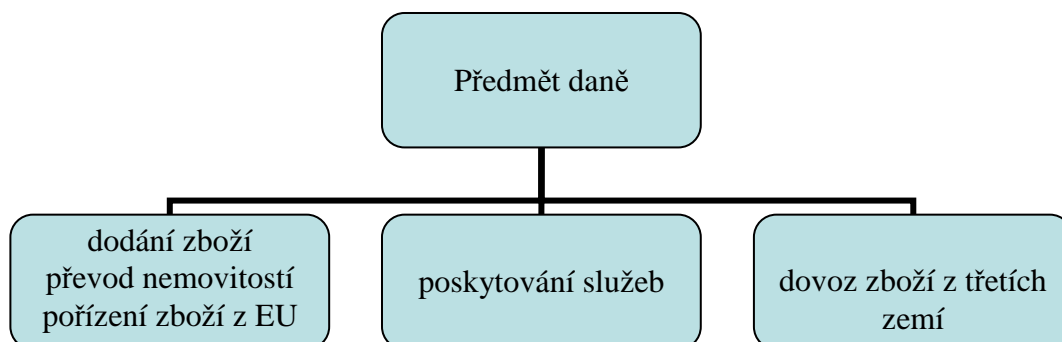 Předmět daně
dodání zboží
převod nemovitostí
pořízení zboží z EU
poskytování služeb
dovoz zboží z třetích
zemí